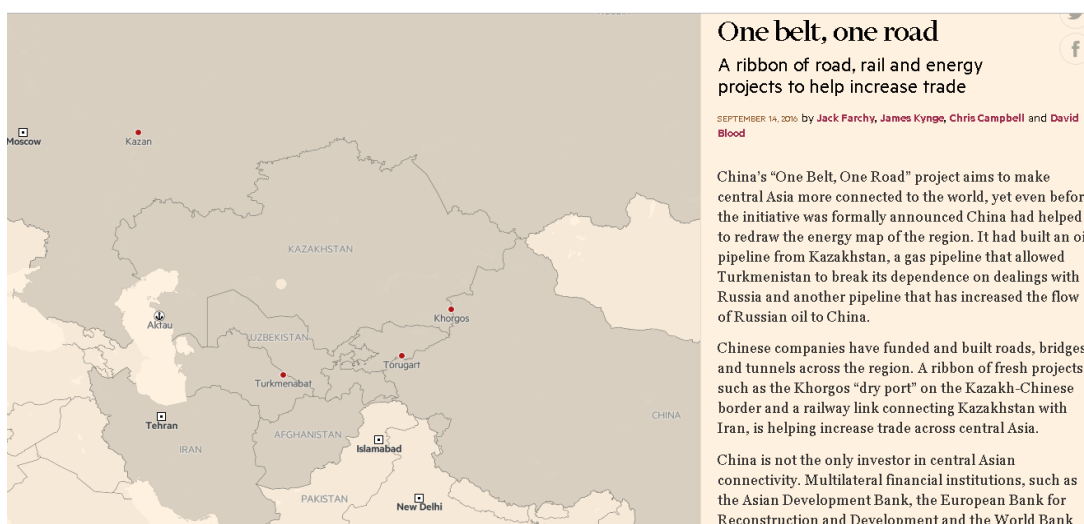 Moscow
Kazan
KAZAKHSTAN
Aktau
Khorgos
UZBEKISTAN
Torugart
Turkmenabat
CHINA
Tehran
AFGHANISTAN
Islamabad
IRAN
PAKISTAN
New Delhi
One belt, one road
A ribbon of road, rail and energy
projects to help increase trade
SEPTEMBER 14, 2016 by Jack Farchy, James Kynge, Chris Campbell and David
Blood
China's “One Belt, One Road” project aims to make
central Asia more connected to the world, yet even befor
the initiative was formally announced China had helped
to redraw the energy map of the region. It had built an oi
pipeline from Kazakhstan, a gas pipeline that allowed
Turkmenistan to break its dependence on dealings with
Russia and another pipeline that has increased the flow
of Russian oil to China.
Chinese companies have funded and built roads, bridges
and tunnels across the region. A ribbon of fresh projects
such as the Khorgos “dry port” on the Kazakh-Chinese
border and a railway link connecting Kazakhstan with
Iran, is helping increase trade across central Asia.
China is not the only investor in central Asian
connectivity. Multilateral financial institutions, such as
the Asian Development Bank, the European Bank for
Reconstruction and Development and the World Bank